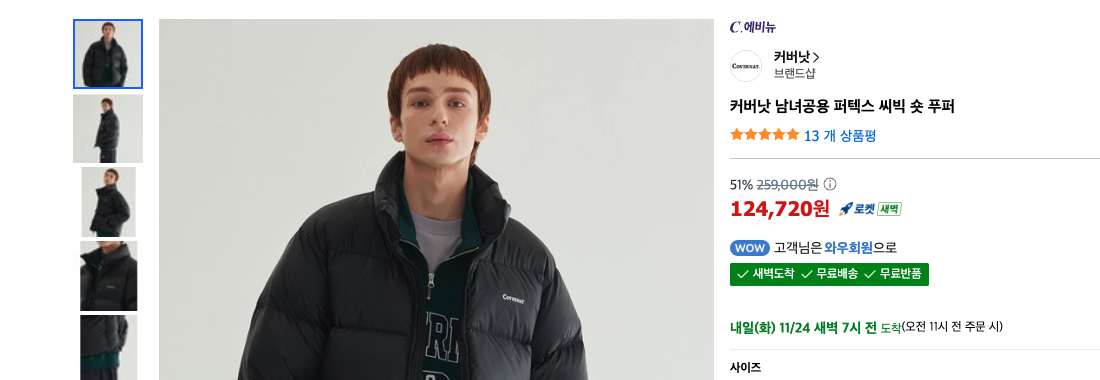 C.에비뉴
COVERNAT.
커버낫
브랜드샵
커버낫 남녀공용 퍼텍스 씨빅 숏 푸퍼
13 개 상품평
51% 259,000원
124,720원 로켓 새벽
WOW 고객님은 와우회원으로
새벽도착 무료배송 무료반품
내일(화) 11/24 새벽 7시 전 도착(오전 11시 전 주문 시)
사이즈
COVERNAT